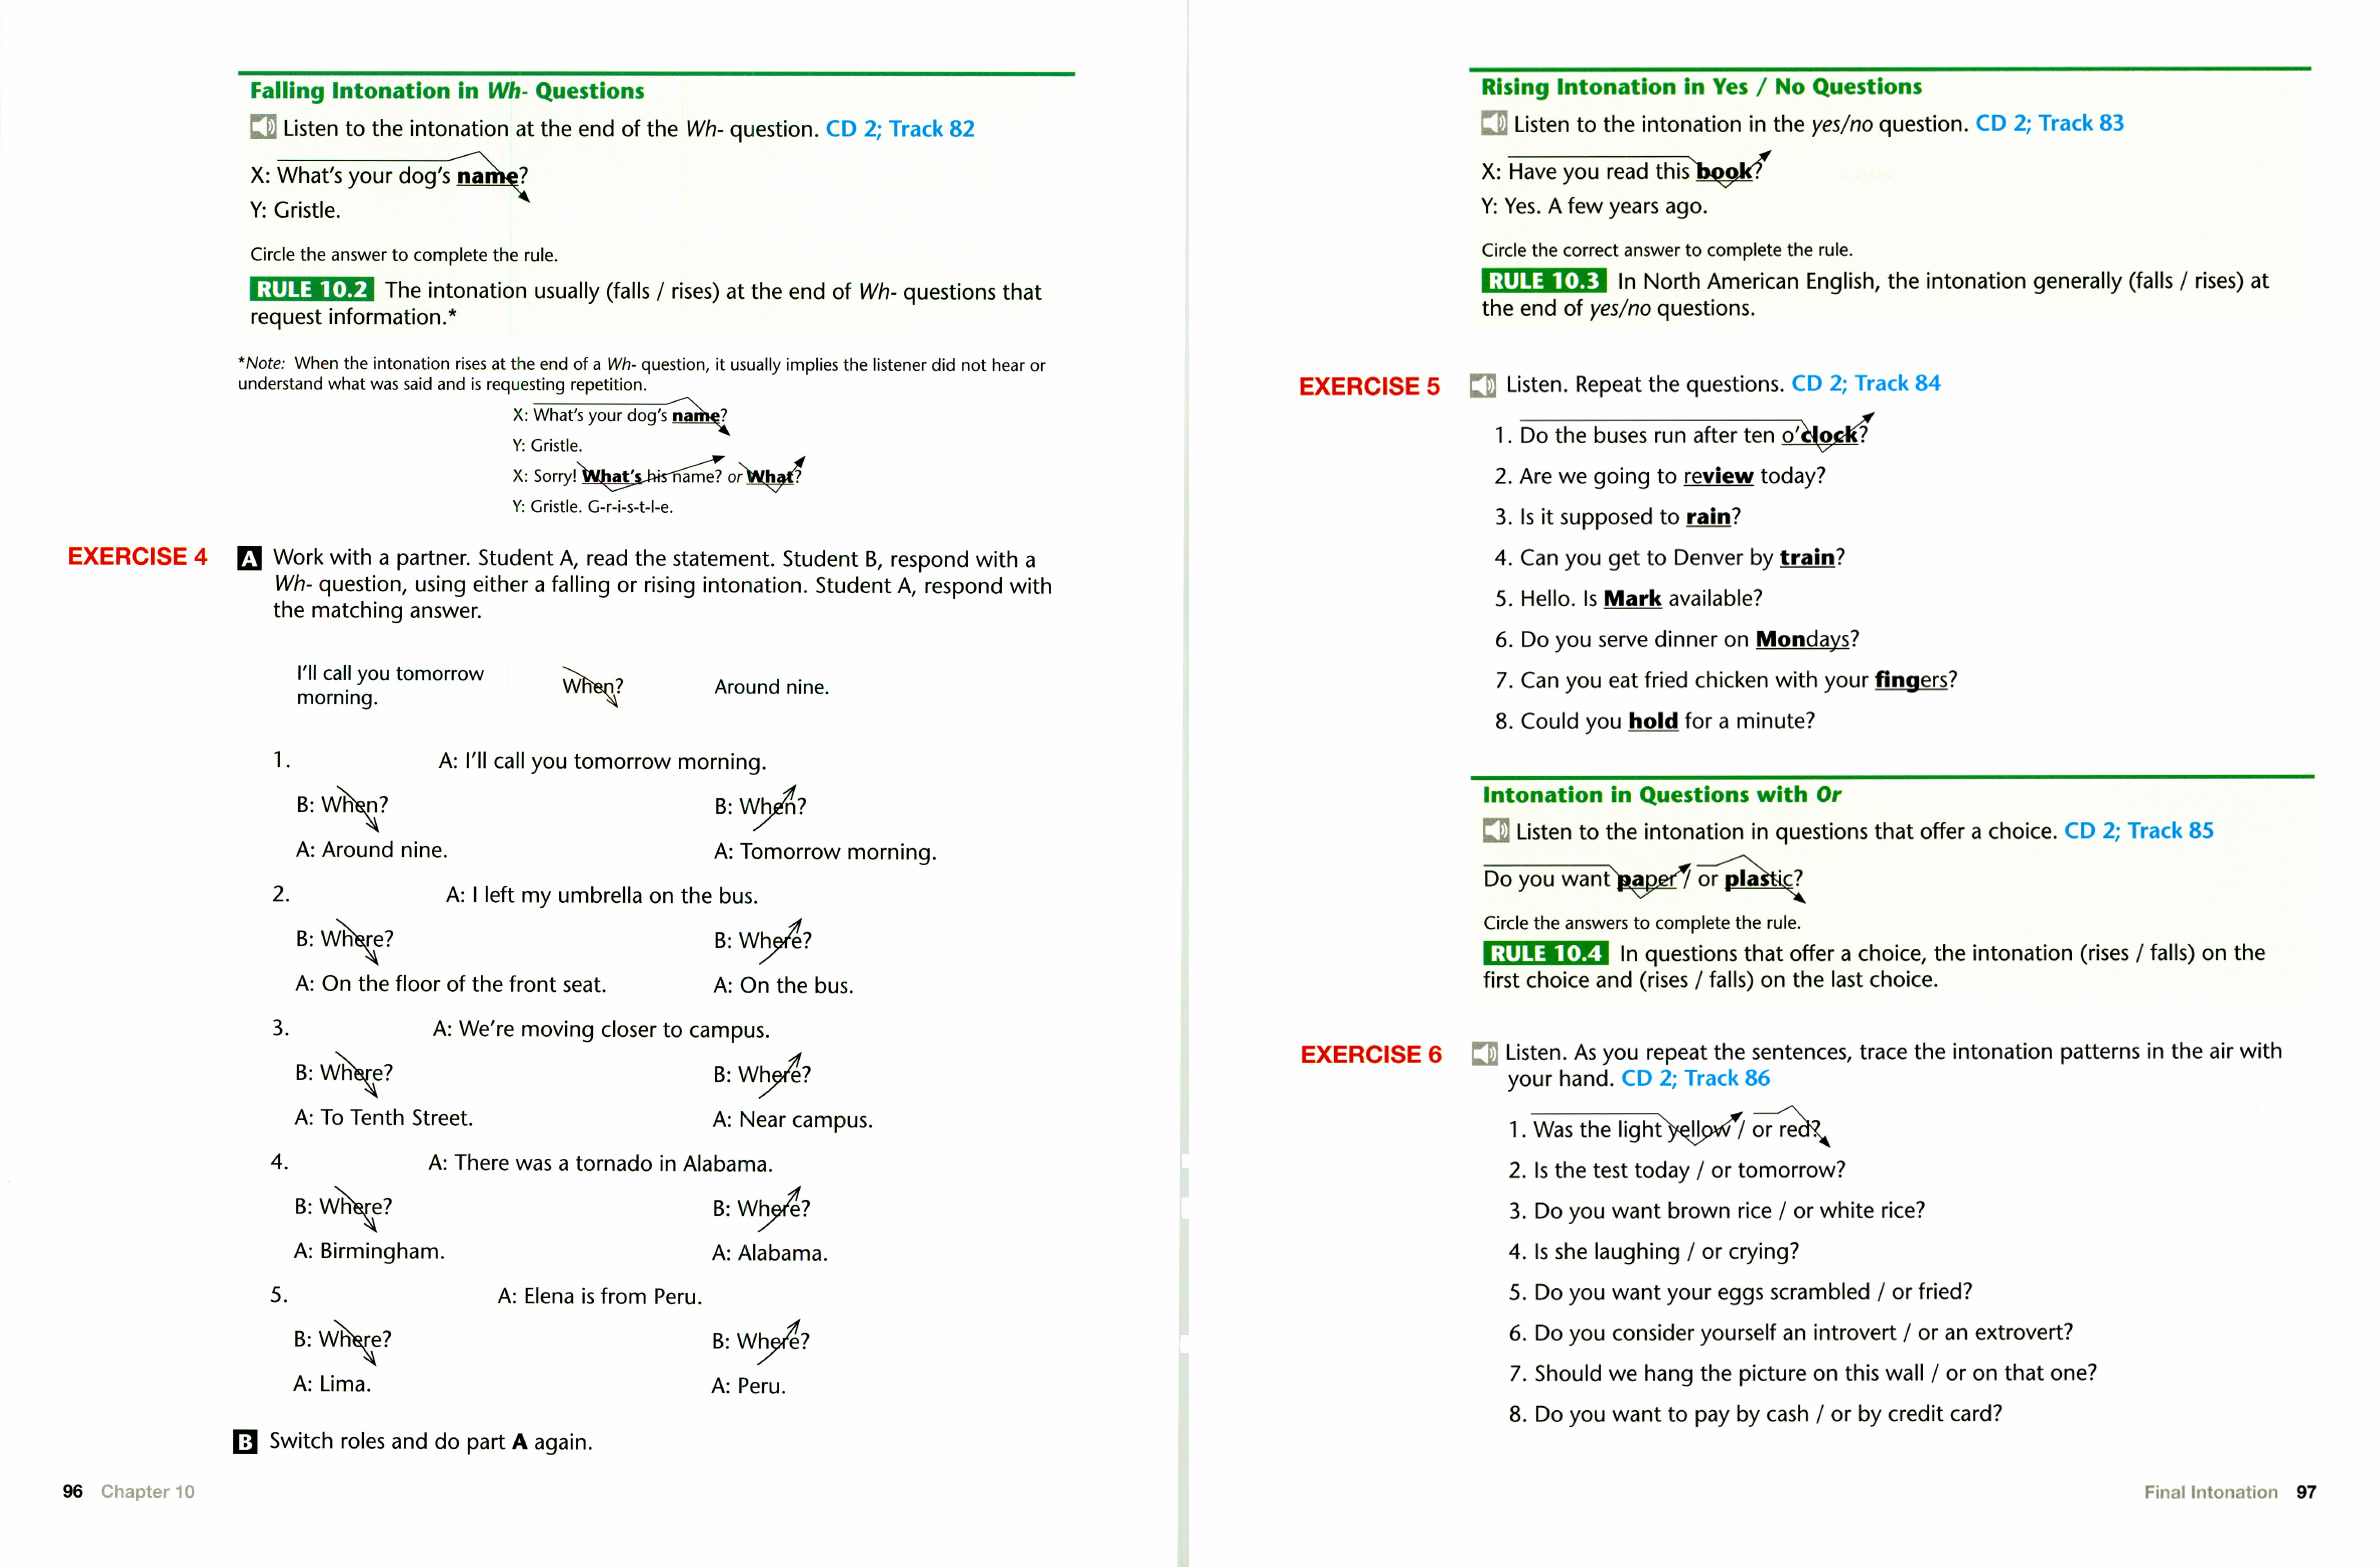 Falling Intonation in Wh- Questions
Listen to the intonation at the end of the Wh- question. CD 2; Track 82
X: What's your dog's name?
Y: Gristle.
Circle the answer to complete the rule.
RULE 10.2 The intonation usually (falls / rises) at the end of Wh- questions that
request information.*
*Note: When the intonation rises at the end of a Wh- question, it usually implies the listener did not hear or
understand what was said and is requesting repetition.
X: What's your dog's name?
Y: Gristle.
X: Sorry! What's his name? or What?
Y: Gristle. G-r-i-s-t-l-e.
EXERCISE 4 A Work with a partner. Student A, read the statement. Student B, respond with a
Wh- question, using either a falling or rising intonation. Student A, respond with
the matching answer.
I'll call you tomorrow
morning. When? Around nine.
1. A: I'll call you tomorrow morning.
B: When? B: When?
A: Around nine. A: Tomorrow morning.
2. A: I left my umbrella on the bus.
B: Where? B: Where?
A: On the floor of the front seat. A: On the bus.
3. A: We're moving closer to campus.
B: Where? B: Where?
A: To Tenth Street. A: Near campus.
4. A: There was a tornado in Alabama.
B: Where? B: Where?
A: Birmingham. A: Alabama.
5. A: Elena is from Peru.
B: Where? B: Where?
A: Lima. A: Peru.
B Switch roles and do part A again.
96 Chapter 10
Rising Intonation in Yes / No Questions
Listen to the intonation in the yes/no question. CD 2; Track 83
X: Have you read this book?
Y: Yes. A few years ago.
Circle the correct answer to complete the rule.
RULE 10.3 In North American English, the intonation generally (falls / rises) at
the end of yes/no questions.
EXERCISE 5 Listen. Repeat the questions. CD 2; Track 84
1. Do the buses run after ten o'clock?
2. Are we going to review today?
3. Is it supposed to rain?
4. Can you get to Denver by train?
5. Hello. Is Mark available?
6. Do you serve dinner on Mondays?
7. Can you eat fried chicken with your fingers?
8. Could you hold for a minute?
Intonation in Questions with Or
Listen to the intonation in questions that offer a choice. CD 2; Track 85
Do you want paper / or plastic?
Circle the answers to complete the rule.
RULE 10.4 In questions that offer a choice, the intonation (rises / falls) on the
first choice and (rises / falls) on the last choice.
EXERCISE 6 Listen. As you repeat the sentences, trace the intonation patterns in the air with
your hand. CD 2; Track 86
1. Was the light yellow / or red?
2. Is the test today / or tomorrow?
3. Do you want brown rice / or white rice?
4. Is she laughing / or crying?
5. Do you want your eggs scrambled / or fried?
6. Do you consider yourself an introvert / or an extrovert?
7. Should we hang the picture on this wall / or on that one?
8. Do you want to pay by cash / or by credit card?
Final Intonation 97